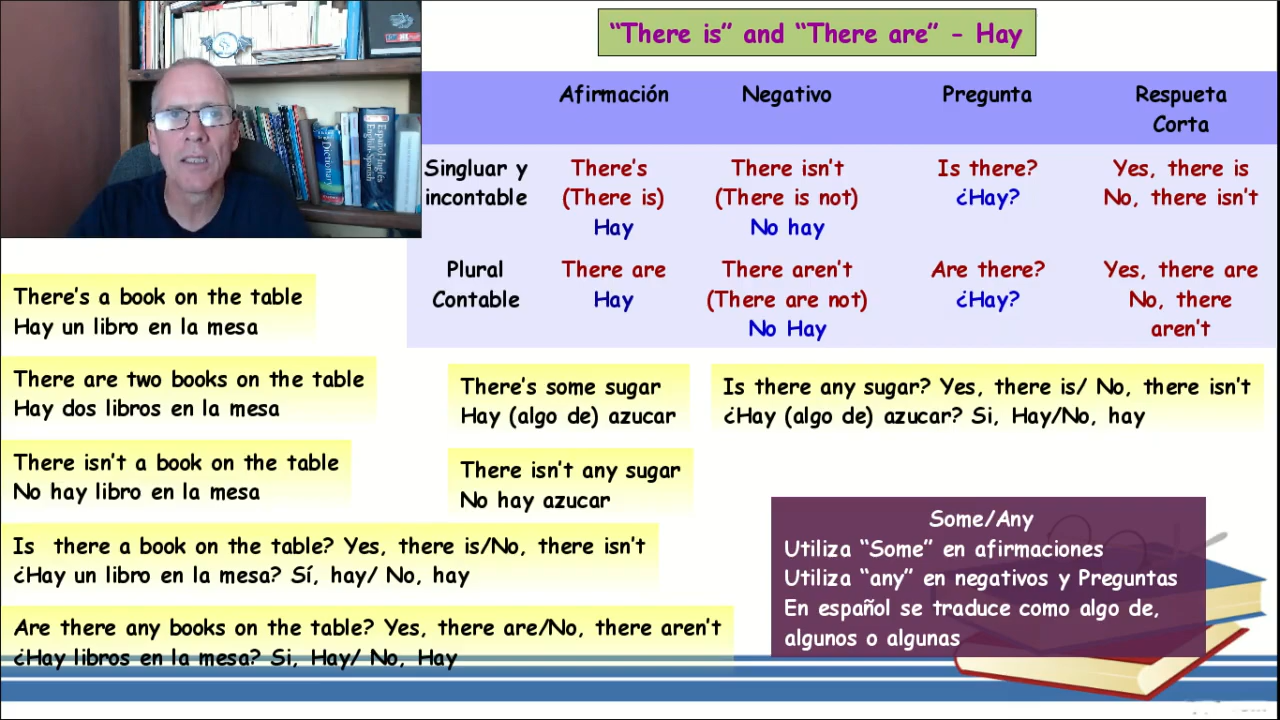 “There is” and “There are” - Hay
Afirmación Negativo Pregunta Respueta
Corta
Singluar y There’s There isn’t Is there? Yes, there is
incontable (There is) (There is not) ¿Hay? No, there isn’t
Hay No hay
Plural There are There aren’t Are there? Yes, there are
Contable Hay (There are not) ¿Hay? No, there
No Hay aren’t
There’s a book on the table
Hay un libro en la mesa
There are two books on the table
Hay dos libros en la mesa
There isn’t a book on the table
No hay libro en la mesa
Is there a book on the table? Yes, there is/No, there isn’t
¿Hay un libro en la mesa? Sí, hay/ No, hay
Are there any books on the table? Yes, there are/No, there aren’t
¿Hay libros en la mesa? Si, Hay/ No, Hay
There’s some sugar
Hay (algo de) azucar
There isn’t any sugar
No hay azucar
Is there any sugar? Yes, there is/ No, there isn’t
¿Hay (algo de) azucar? Si, Hay/No, hay
Some/Any
Utiliza “Some” en afirmaciones
Utiliza “any” en negativos y Preguntas
En español se traduce como algo de,
algunos o algunas
Dictionary
Español-Inglés
English-Spanish